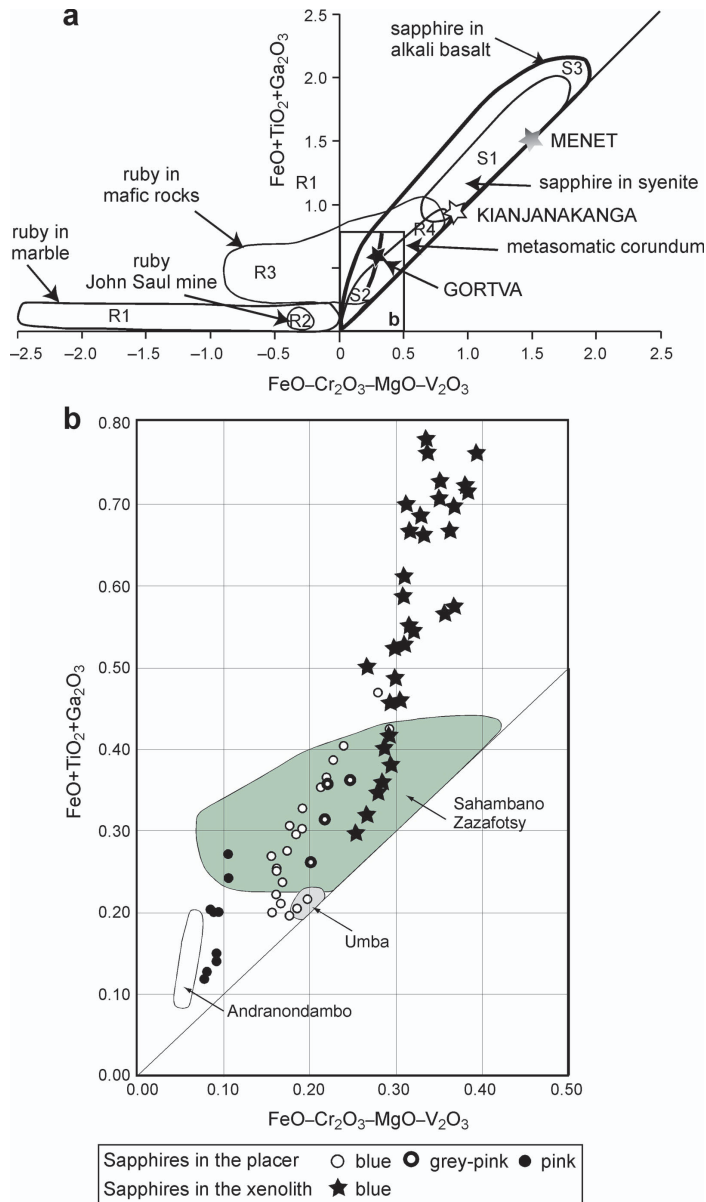 a
FeO+TiO₂+Ga₂O₃
2.5
2.0
1.5
1.0
sapphire in
alkali basalt
S3
MENET
S1
sapphire in syenite
R1
ruby in
mafic rocks
KIANJANAKANGA
R4
metasomatic corundum
ruby in
marble
ruby
John Saul mine
R3
GORTVA
S2
R1
R2
b
–2.5 –2.0 –1.5 –1.0 –0.5 0 0.5 1.0 1.5 2.0 2.5
FeO–Cr₂O₃–MgO–V₂O₃
b
FeO+TiO₂+Ga₂O₃
0.80
0.70
0.60
0.50
0.40
0.30
0.20
0.10
0.00
Sahambano
Zazafotsy
Umba
Andranondambo
0.00 0.10 0.20 0.30 0.40 0.50
FeO–Cr₂O₃–MgO–V₂O₃
Sapphires in the placer blue grey-pink pink
Sapphires in the xenolith blue